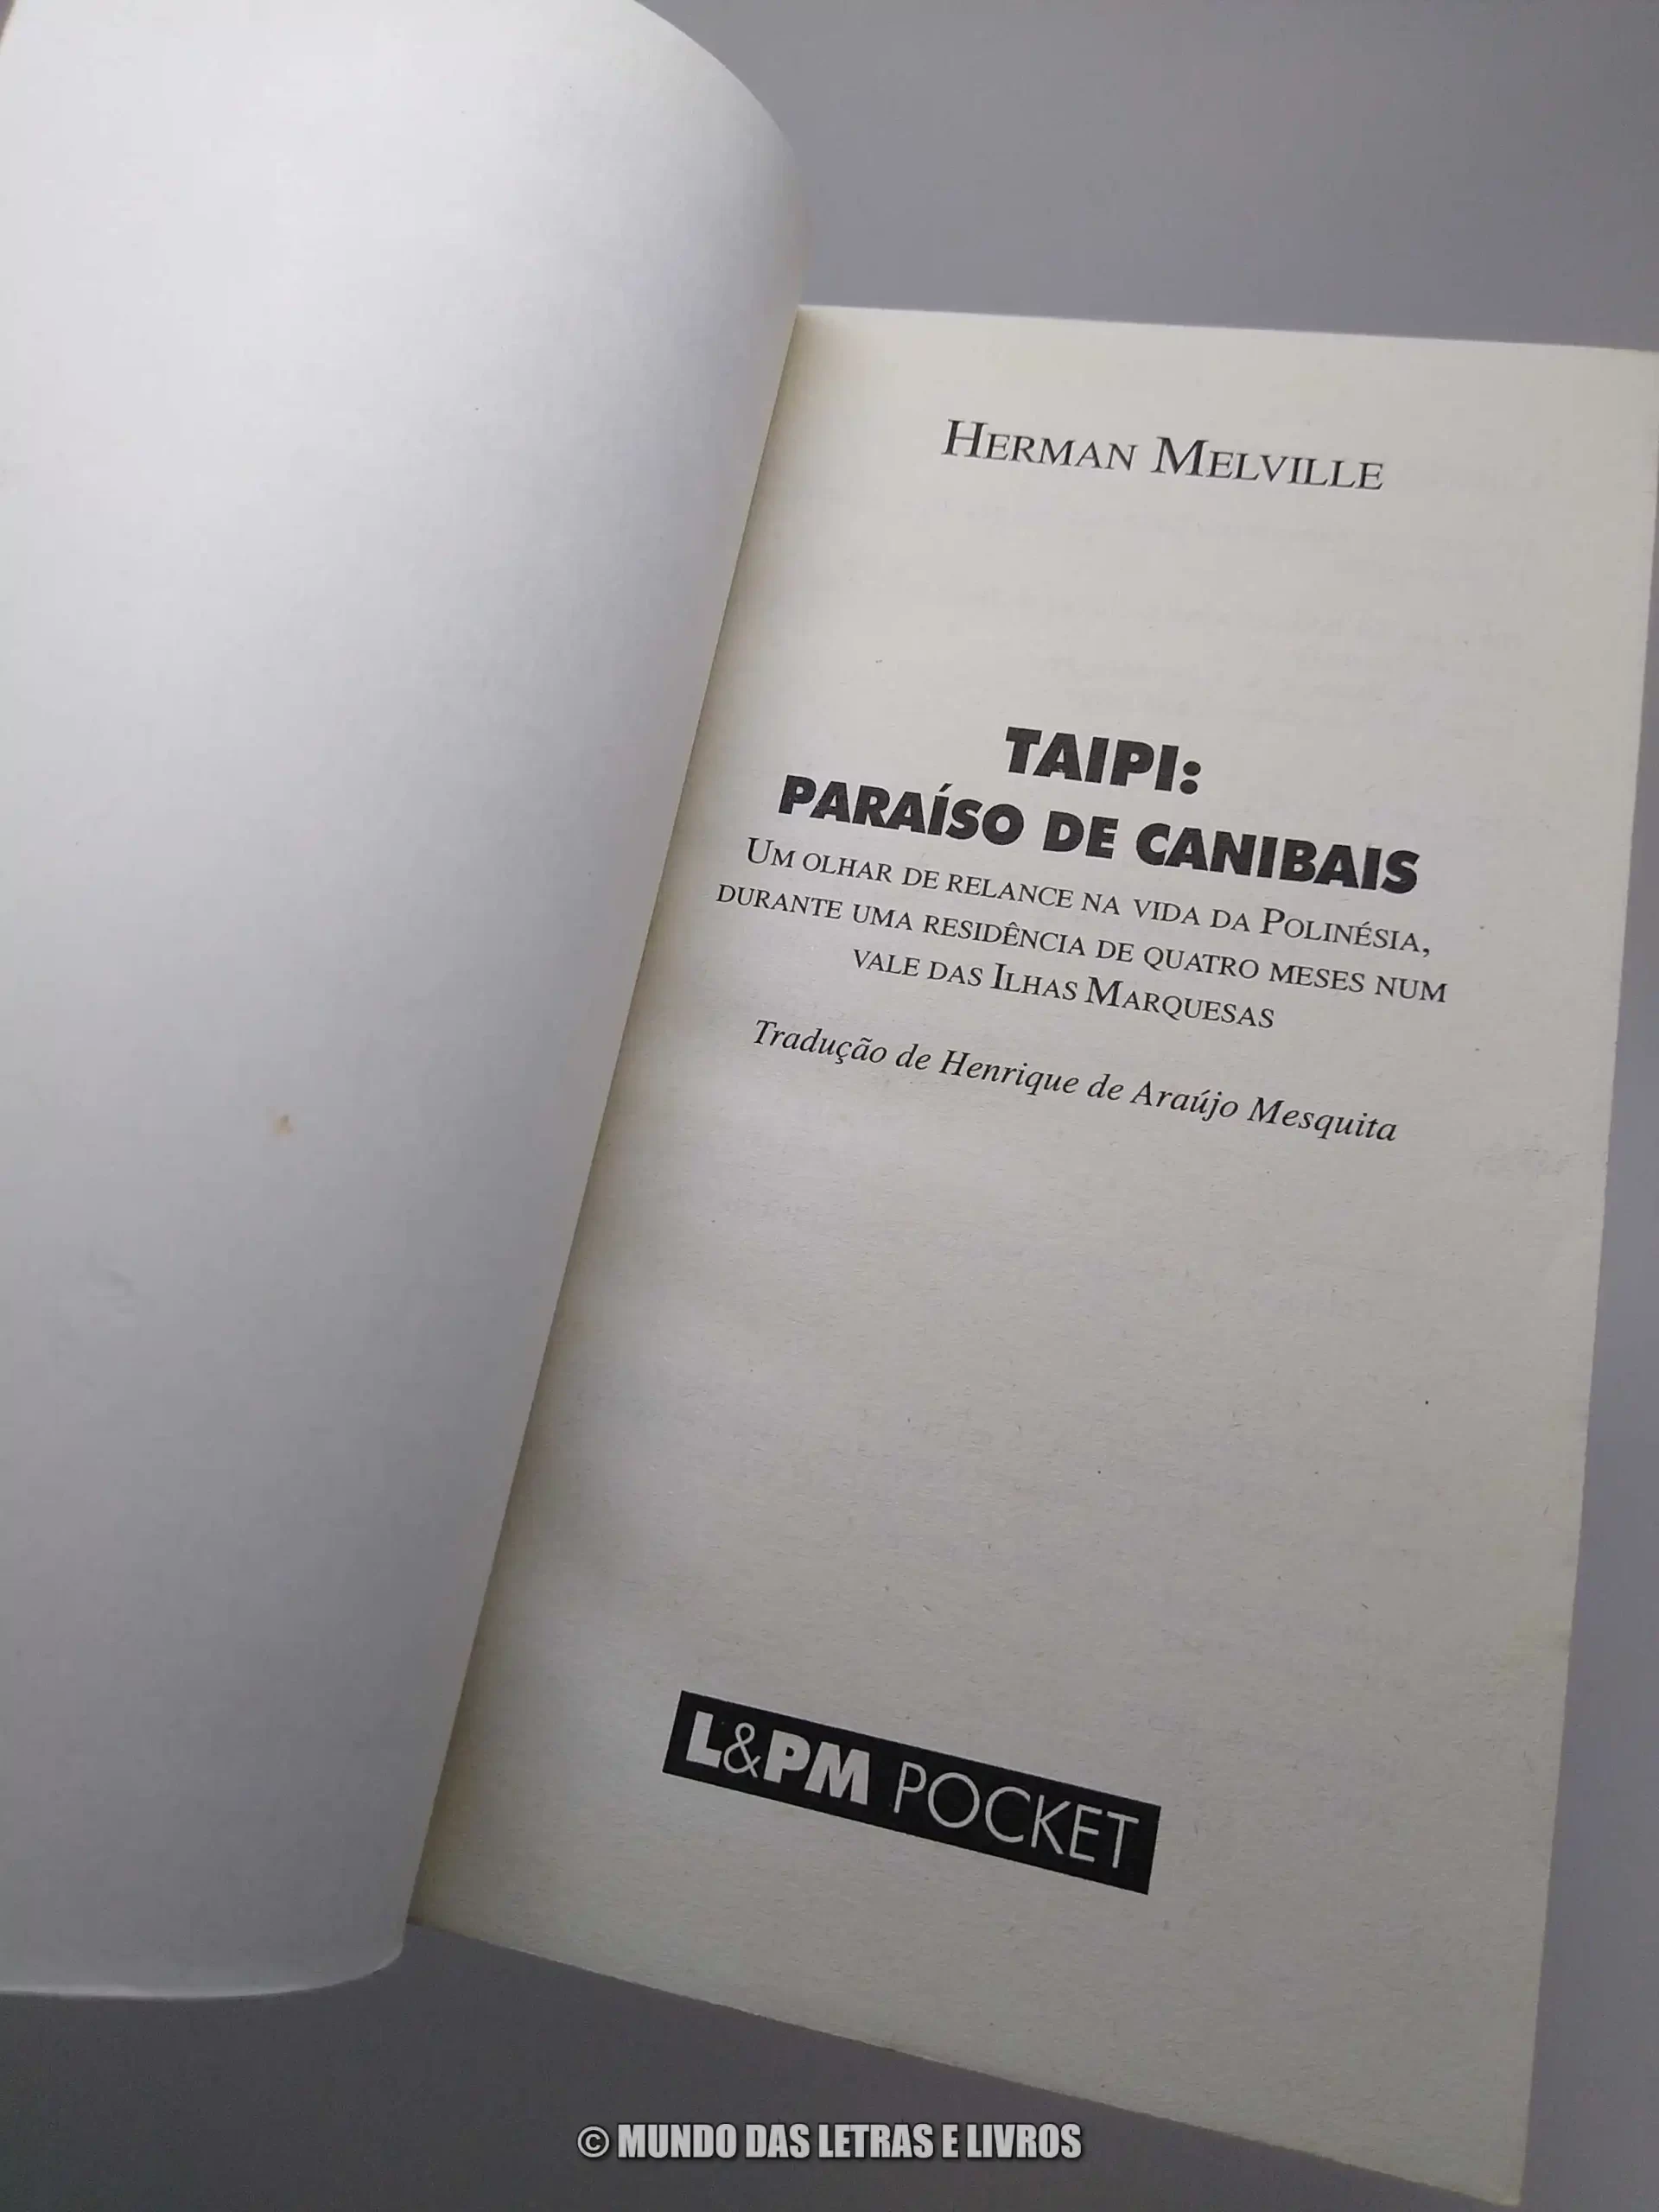 HERMAN MELVILLE
TAIPI:
PARAÍSO DE CANIBAIS
UM OLHAR DE RELANCE NA VIDA DA POLINÉSIA,
DURANTE UMA RESIDÊNCIA DE QUATRO MESES NUM
VALE DAS ILHAS MARQUESAS
Tradução de Henrique de Araújo Mesquita
L&PM POCKET
© MUNDO DAS LETRAS E LIVROS